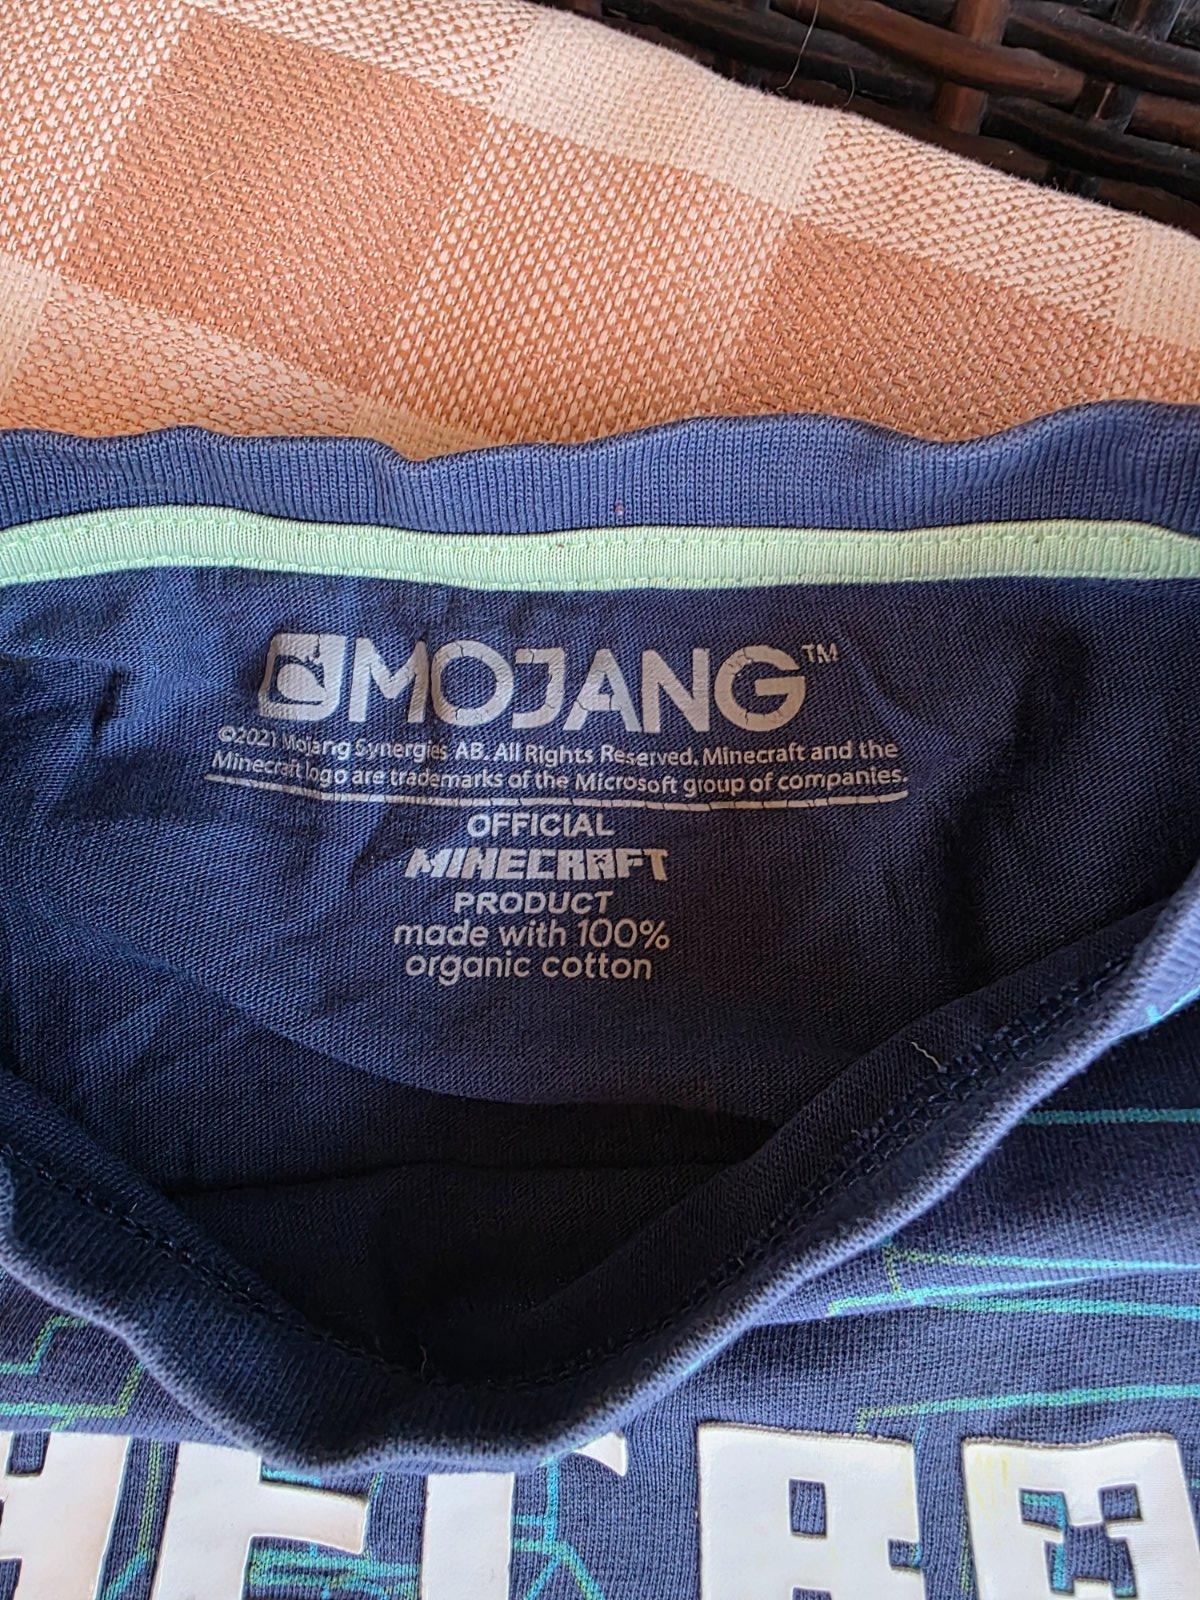 MOJANG™
©2021 Mojang Synergies AB. All Rights Reserved. Minecraft and the
Minecraft logo are trademarks of the Microsoft group of companies.
OFFICIAL
MINECRAFT
PRODUCT
made with 100%
organic cotton